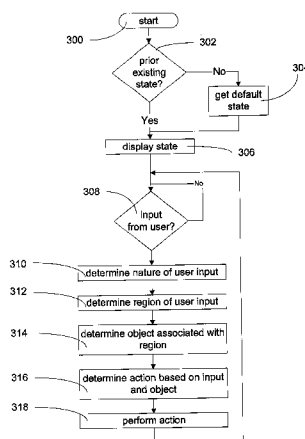 start
300
302
prior
existing
state?
No
304
get default
state
Yes
display state
306
308
No
Input
from user?
310
determine nature of user input
312
determine region of user input
314
determine object associated with
region
316
determine action based on input
and object
318
perform action